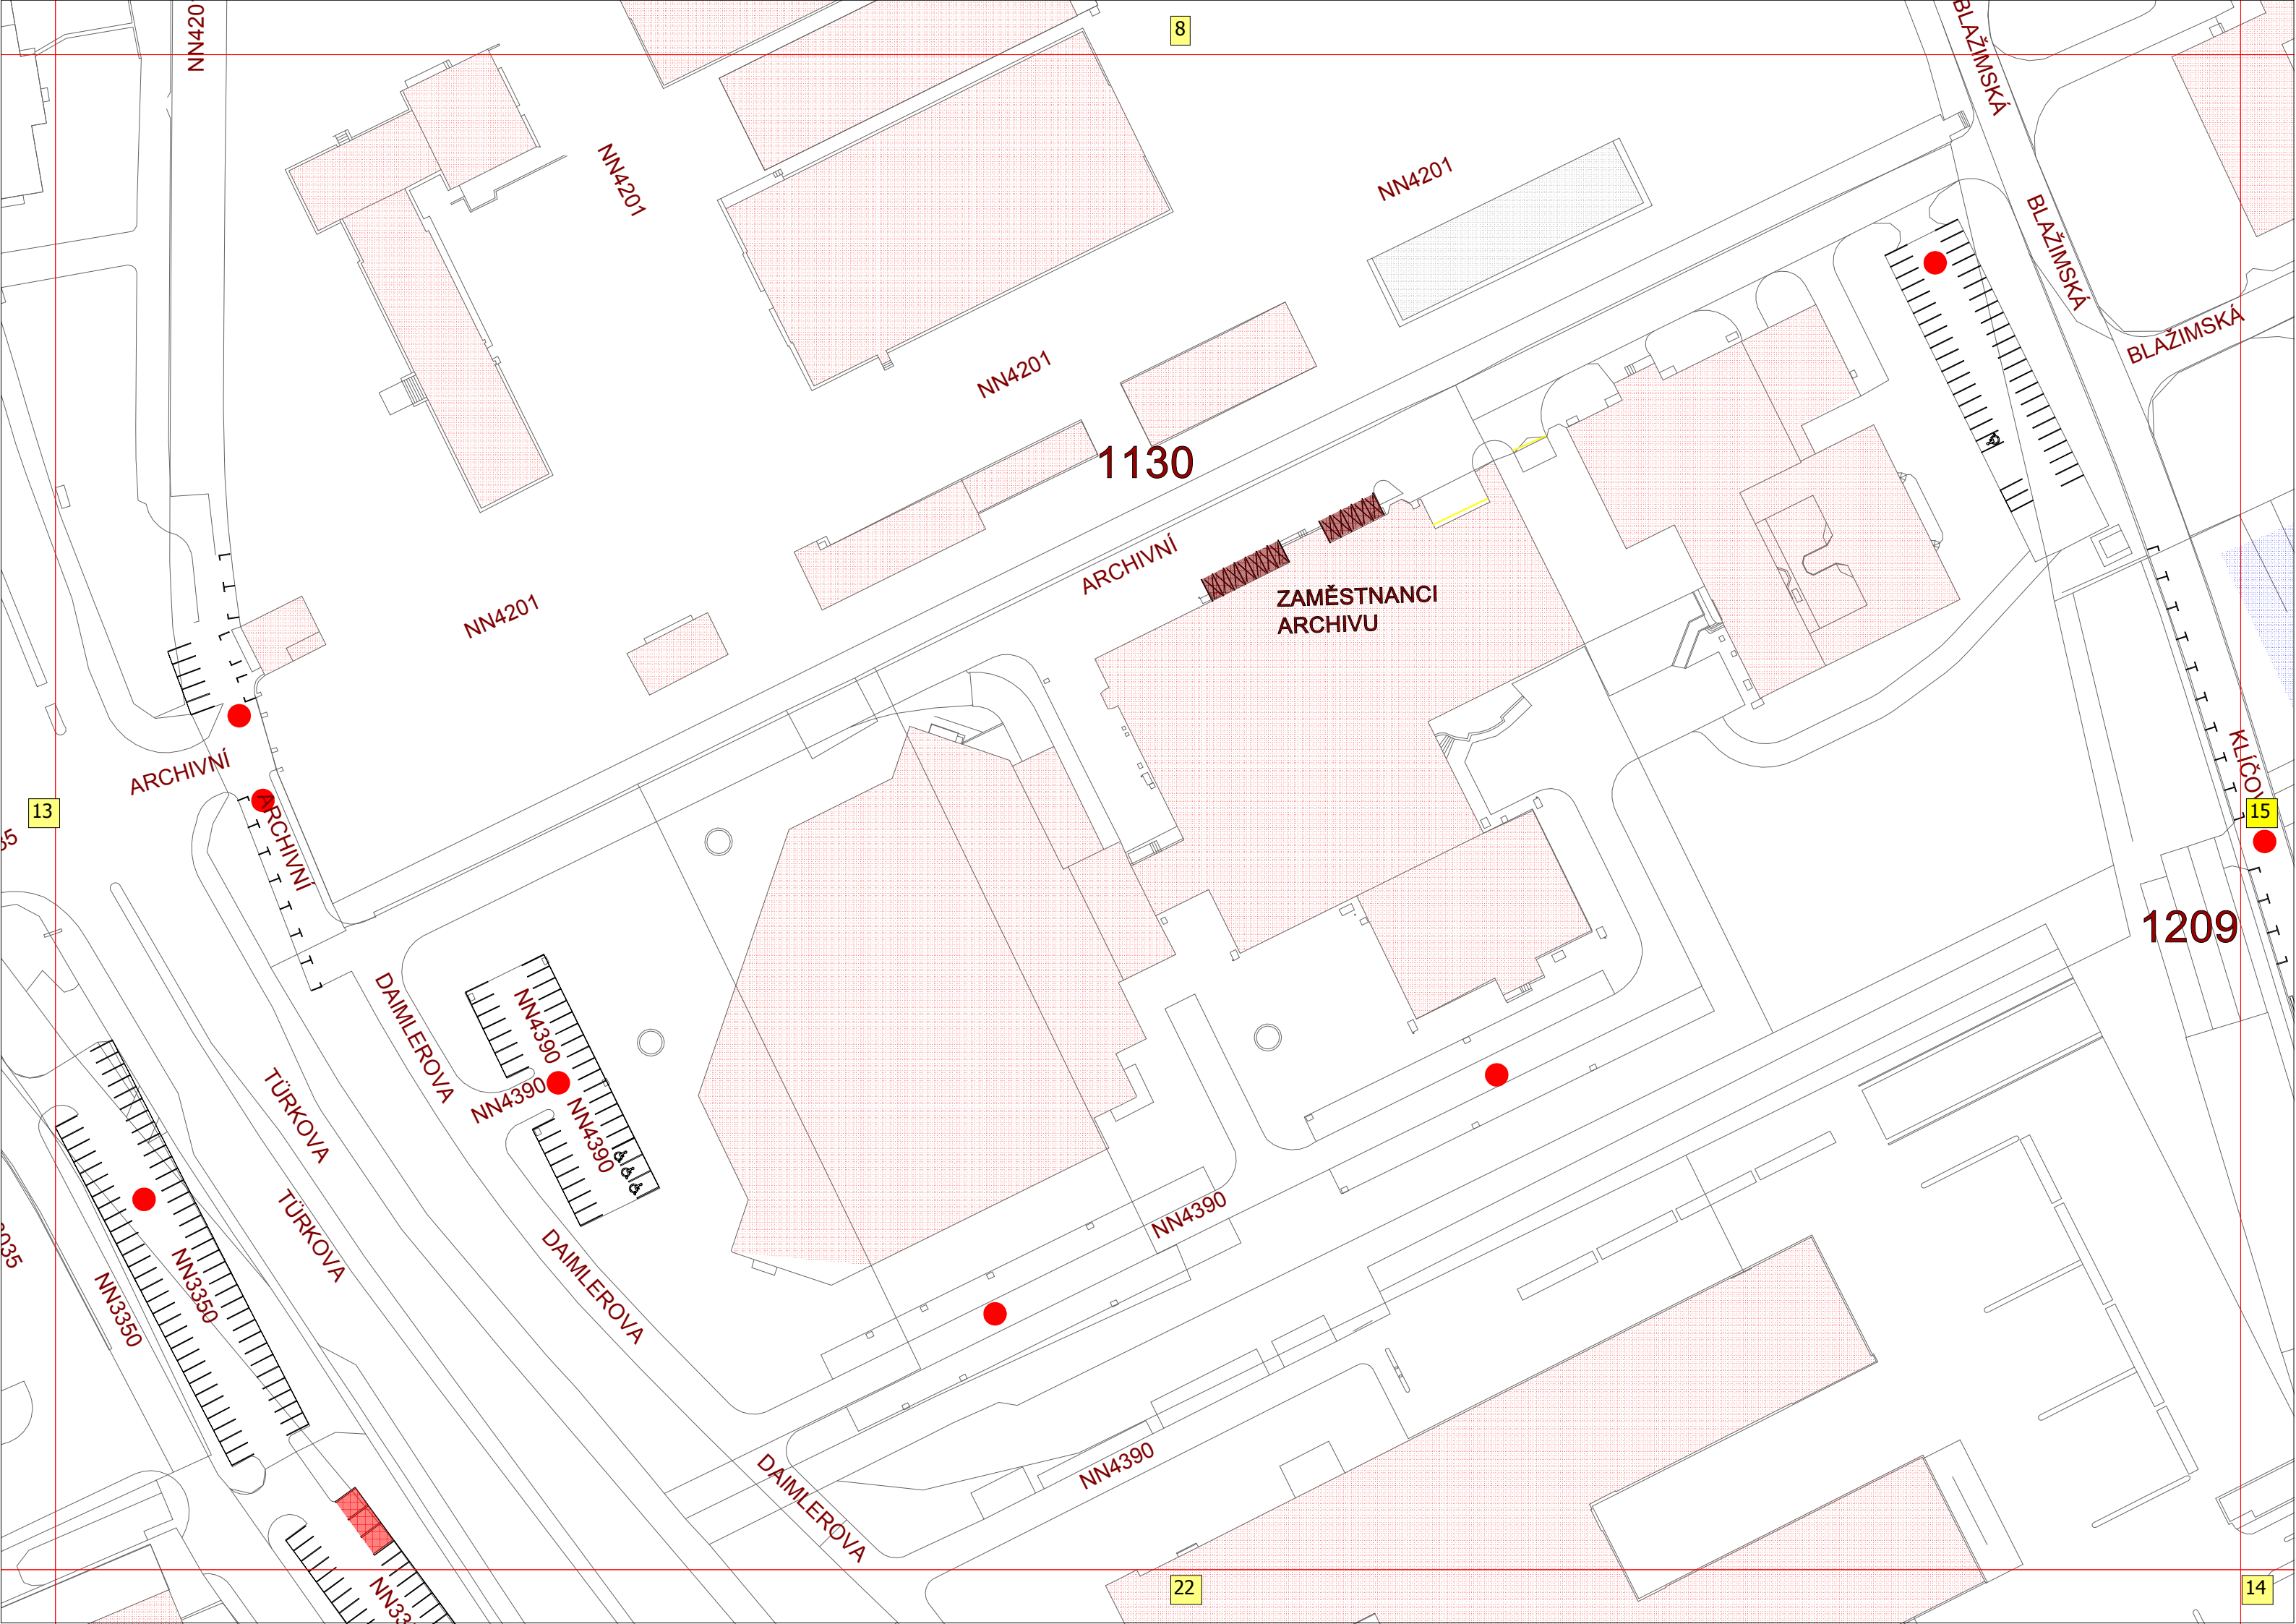 NN4201
8
BLAŽIMSKÁ
NN4201
NN4201
BLAŽIMSKÁ
BLAŽIMSKÁ
NN4201
1130
ARCHIVNÍ
ZAMĚSTNANCI
ARCHIVU
NN4201
ARCHIVNÍ
ARCHIVNÍ
13
15
1209
DAIMLEROVA
NN4390
NN4390
NN4390
TÜRKOVA
TÜRKOVA
NN4390
DAIMLEROVA
NN3350
NN3350
NN4390
DAIMLEROVA
22
14